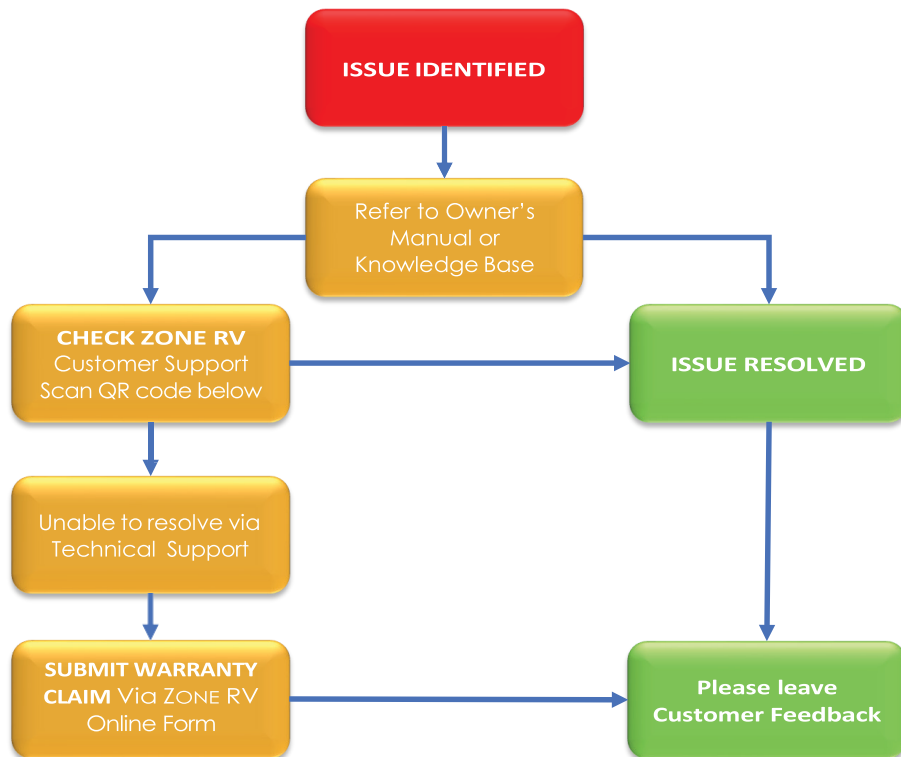 ISSUE IDENTIFIED
Refer to Owner’s
Manual or
Knowledge Base
CHECK ZONE RV
Customer Support
Scan QR code below
ISSUE RESOLVED
Unable to resolve via
Technical Support
SUBMIT WARRANTY
CLAIM Via ZONE RV
Online Form
Please leave
Customer Feedback